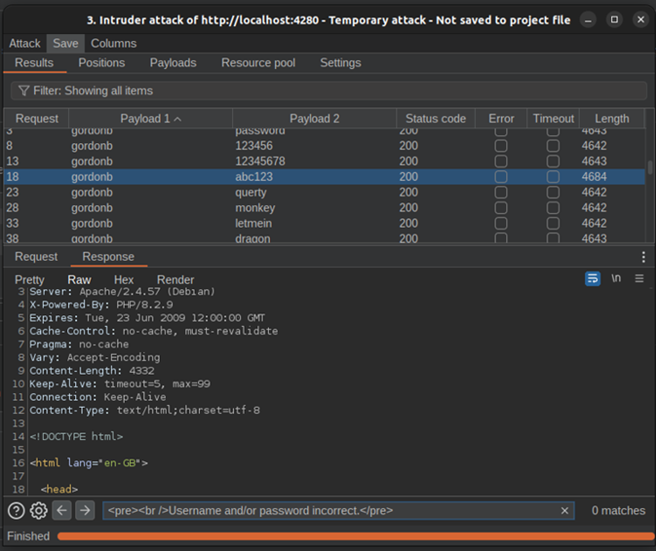 3. Intruder attack of http://localhost:4280 - Temporary attack - Not saved to project file
Attack Save Columns
Results Positions Payloads Resource pool Settings
Filter: Showing all items
Request Payload 1 Payload 2 Status code Error Timeout Length
3 gordonb password 200 4643
8 gordonb 123456 200 4642
13 gordonb 12345678 200 4643
18 gordonb abc123 200 4684
23 gordonb querty 200 4642
28 gordonb monkey 200 4642
33 gordonb letmein 200 4642
38 gordonb dragon 200 4643
Request Response
Pretty Raw Hex Render \n
3 Server: Apache/2.4.57 (Debian)
4 X-Powered-By: PHP/8.2.9
5 Expires: Tue, 23 Jun 2009 12:00:00 GMT
6 Cache-Control: no-cache, must-revalidate
7 Pragma: no-cache
8 Vary: Accept-Encoding
9 Content-Length: 4332
10 Keep-Alive: timeout=5, max=99
11 Connection: Keep-Alive
12 Content-Type: text/html;charset=utf-8
13
14 <!DOCTYPE html>
15
16 <html lang="en-GB">
17
18 <head>
<pre><br />Username and/or password incorrect.</pre> 0 matches
Finished